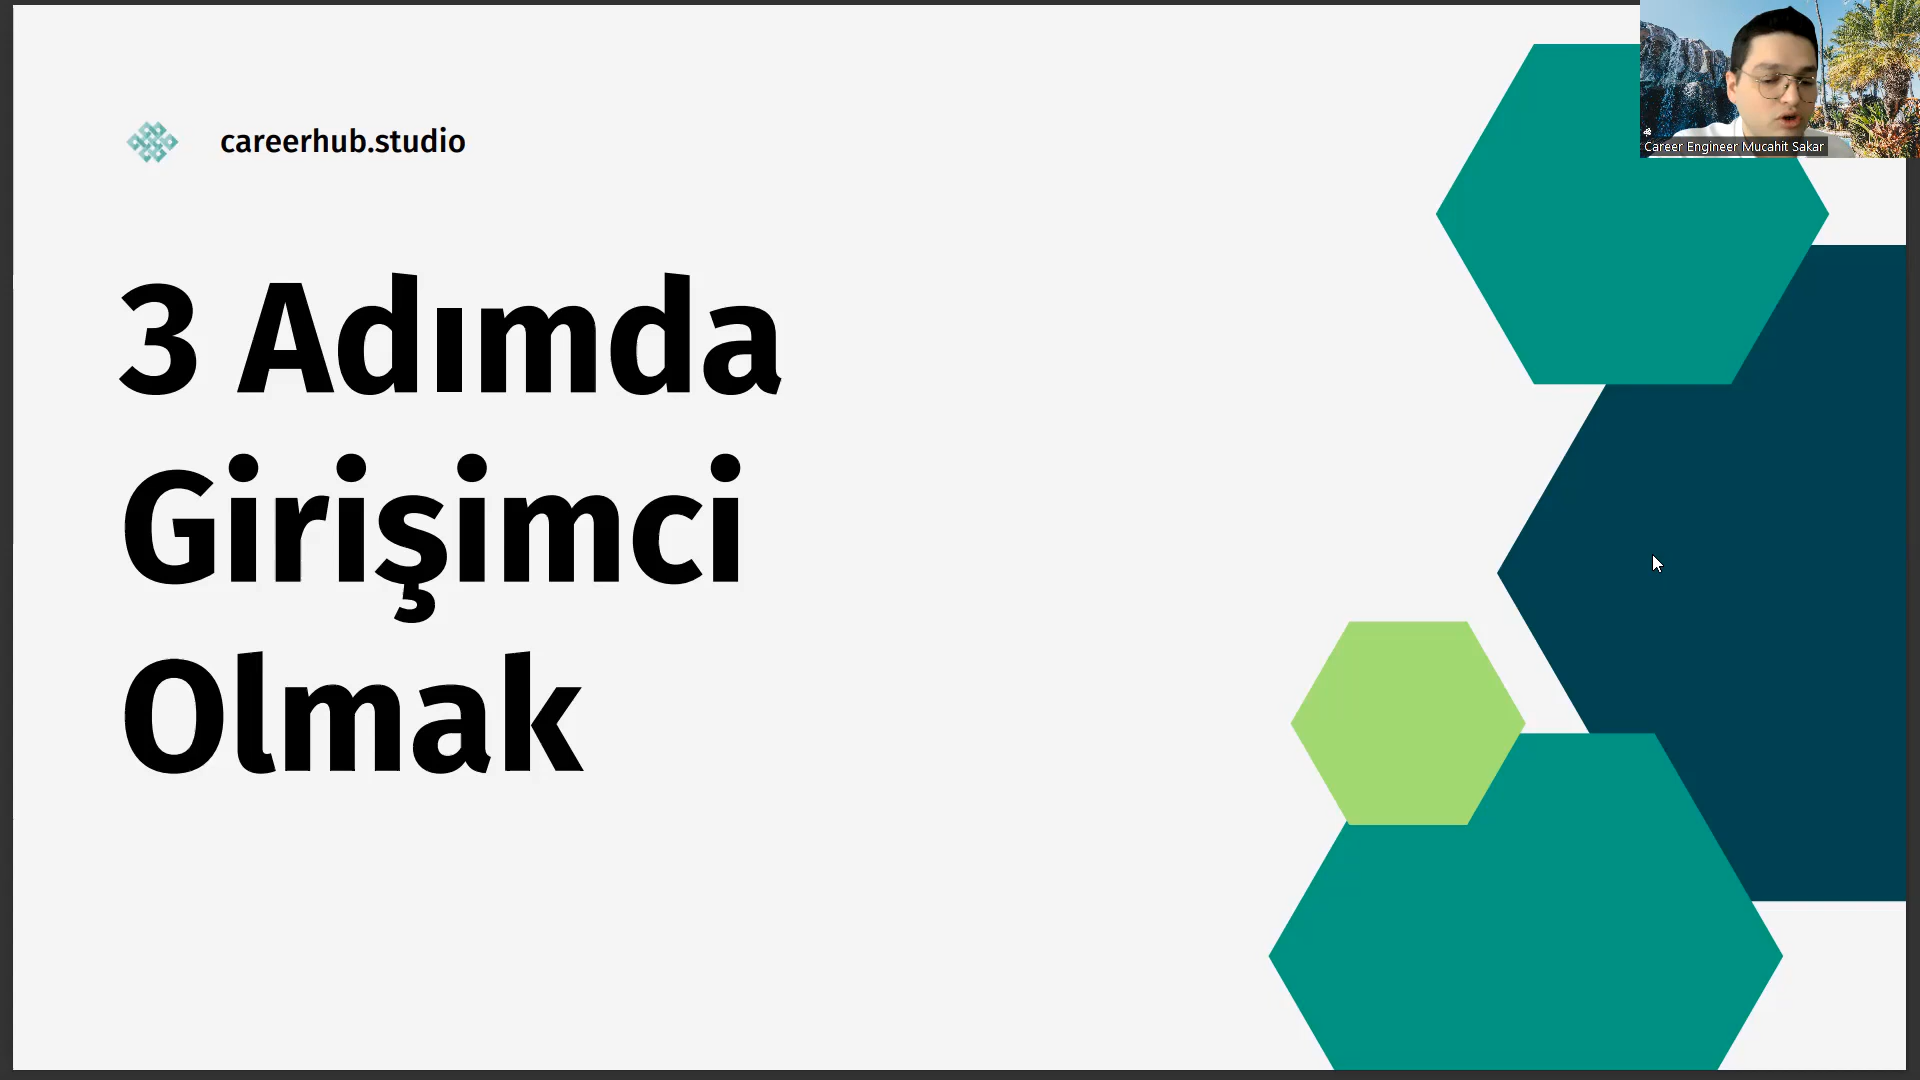 careerhub.studio
3 Adımda
Girişimci
Olmak
Career Engineer Mucahit Sakar